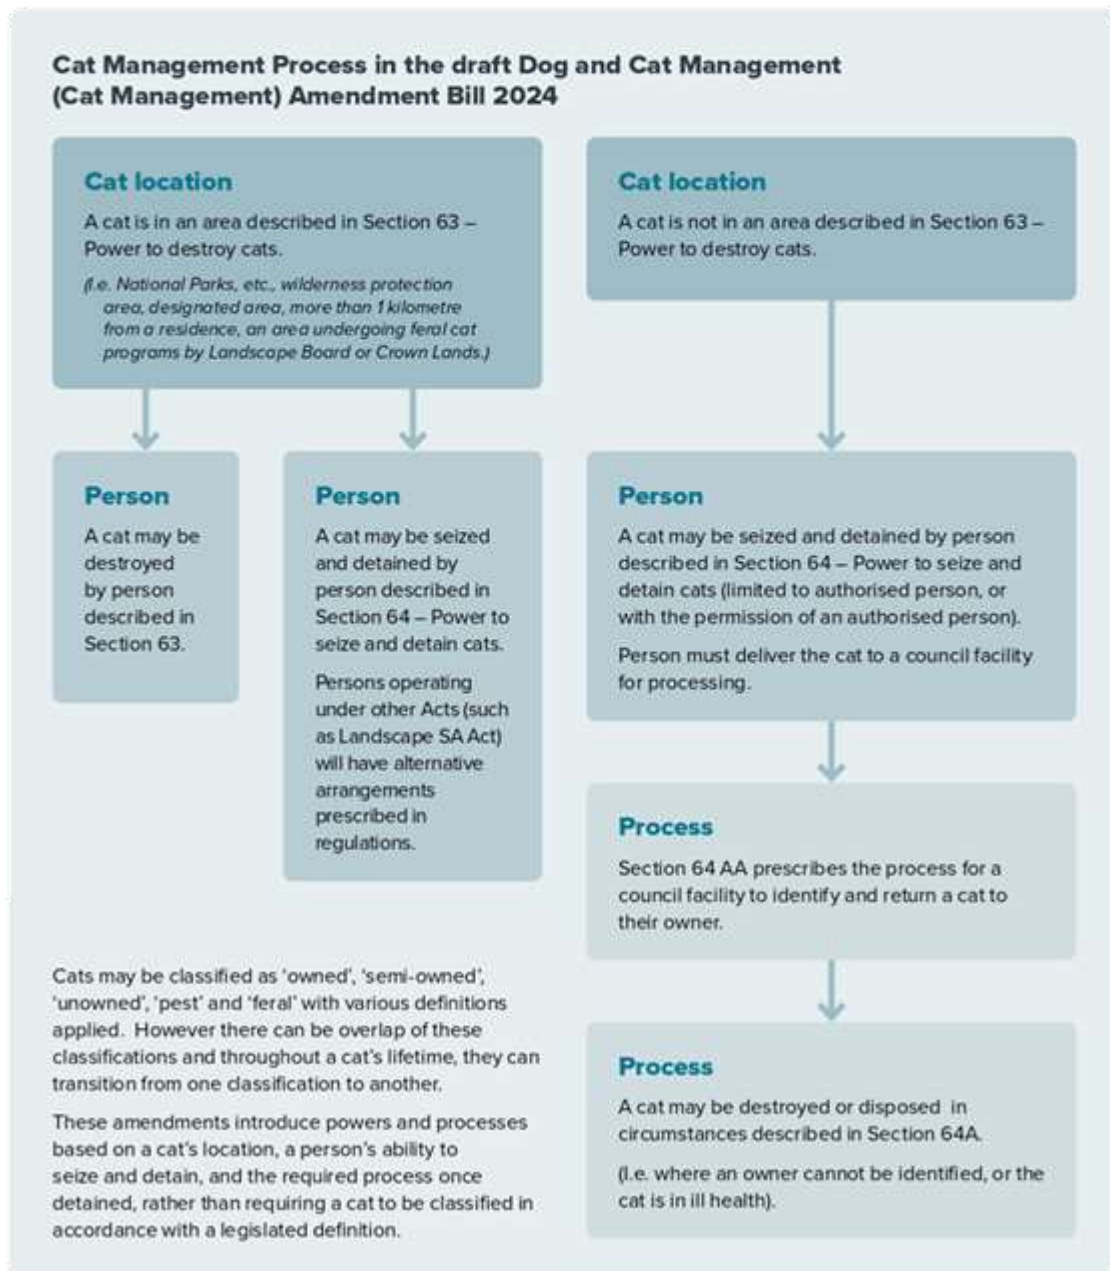 Cat Management Process in the draft Dog and Cat Management
(Cat Management) Amendment Bill 2024
Cat location
A cat is in an area described in Section 63 –
Power to destroy cats.
(I.e. National Parks, etc., wilderness protection
area, designated area, more than 1 kilometre
from a residence, an area undergoing feral cat
programs by Landscape Board or Crown Lands.)
Cat location
A cat is not in an area described in Section 63 –
Power to destroy cats.
Person
A cat may be
destroyed
by person
described in
Section 63.
Person
A cat may be seized
and detained by
person described in
Section 64 – Power to
seize and detain cats.
Persons operating
under other Acts (such
as Landscape SA Act)
will have alternative
arrangements
prescribed in
regulations.
Person
A cat may be seized and detained by person
described in Section 64 – Power to seize and
detain cats (limited to authorised person, or
with the permission of an authorised person).
Person must deliver the cat to a council facility
for processing.
Process
Section 64 AA prescribes the process for a
council facility to identify and return a cat to
their owner.
Process
A cat may be destroyed or disposed in
circumstances described in Section 64A.
(I.e. where an owner cannot be identified, or the
cat is in ill health).
Cats may be classified as 'owned', 'semi-owned',
'unowned', 'pest' and 'feral' with various definitions
applied. However there can be overlap of these
classifications and throughout a cat's lifetime, they can
transition from one classification to another.
These amendments introduce powers and processes
based on a cat's location, a person's ability to
seize and detain, and the required process once
detained, rather than requiring a cat to be classified in
accordance with a legislated definition.